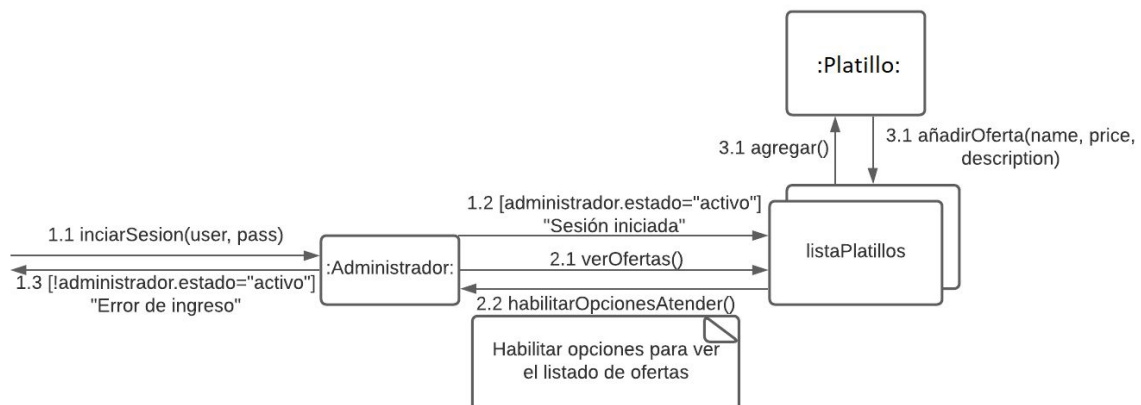 :Platillo:
3.1 agregar()
3.1 añadirOferta(name, price,
description)
1.2 [administrador.estado="activo"]
"Sesión iniciada"
1.1 inciarSesion(user, pass)
:Administrador:
2.1 verOfertas()
listaPlatillos
1.3 [!administrador.estado="activo"]
"Error de ingreso"
2.2 habilitarOpcionesAtender()
Habilitar opciones para ver
el listado de ofertas